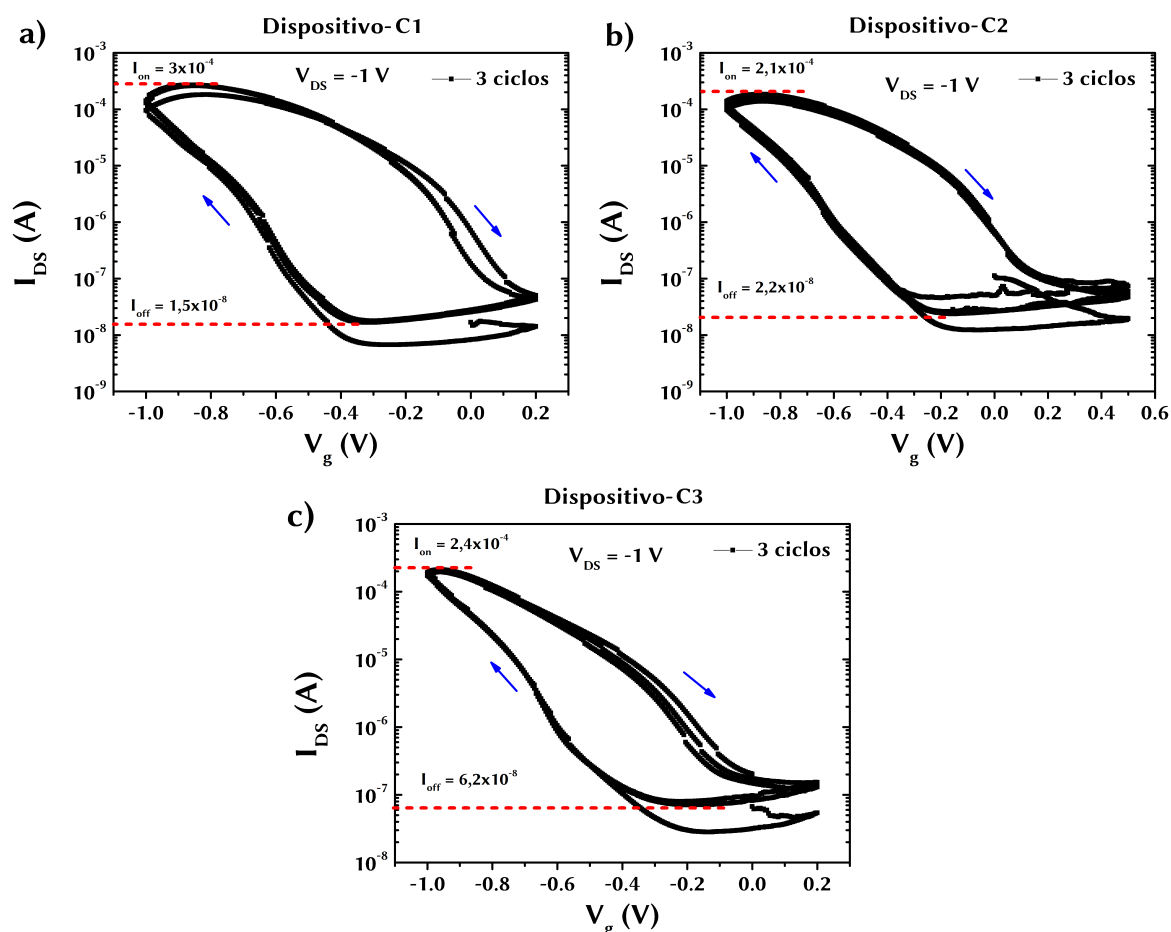 a)
Dispositivo-C1
I_on = 3x10^-4
V_DS = -1 V
3 ciclos
I_off = 1,5x10^-8
10^-3
10^-4
10^-5
10^-6
10^-7
10^-8
10^-9
I_DS (A)
-1.0 -0.8 -0.6 -0.4 -0.2 0.0 0.2
V_g (V)
b)
Dispositivo-C2
I_on = 2,1x10^-4
V_DS = -1 V
3 ciclos
I_off = 2,2x10^-8
10^-3
10^-4
10^-5
10^-6
10^-7
10^-8
10^-9
I_DS (A)
-1.0 -0.8 -0.6 -0.4 -0.2 0.0 0.2 0.4 0.6
V_g (V)
c)
Dispositivo-C3
I_on = 2,4x10^-4
V_DS = -1 V
3 ciclos
I_off = 6,2x10^-8
10^-3
10^-4
10^-5
10^-6
10^-7
10^-8
I_DS (A)
-1.0 -0.8 -0.6 -0.4 -0.2 0.0 0.2
V_g (V)